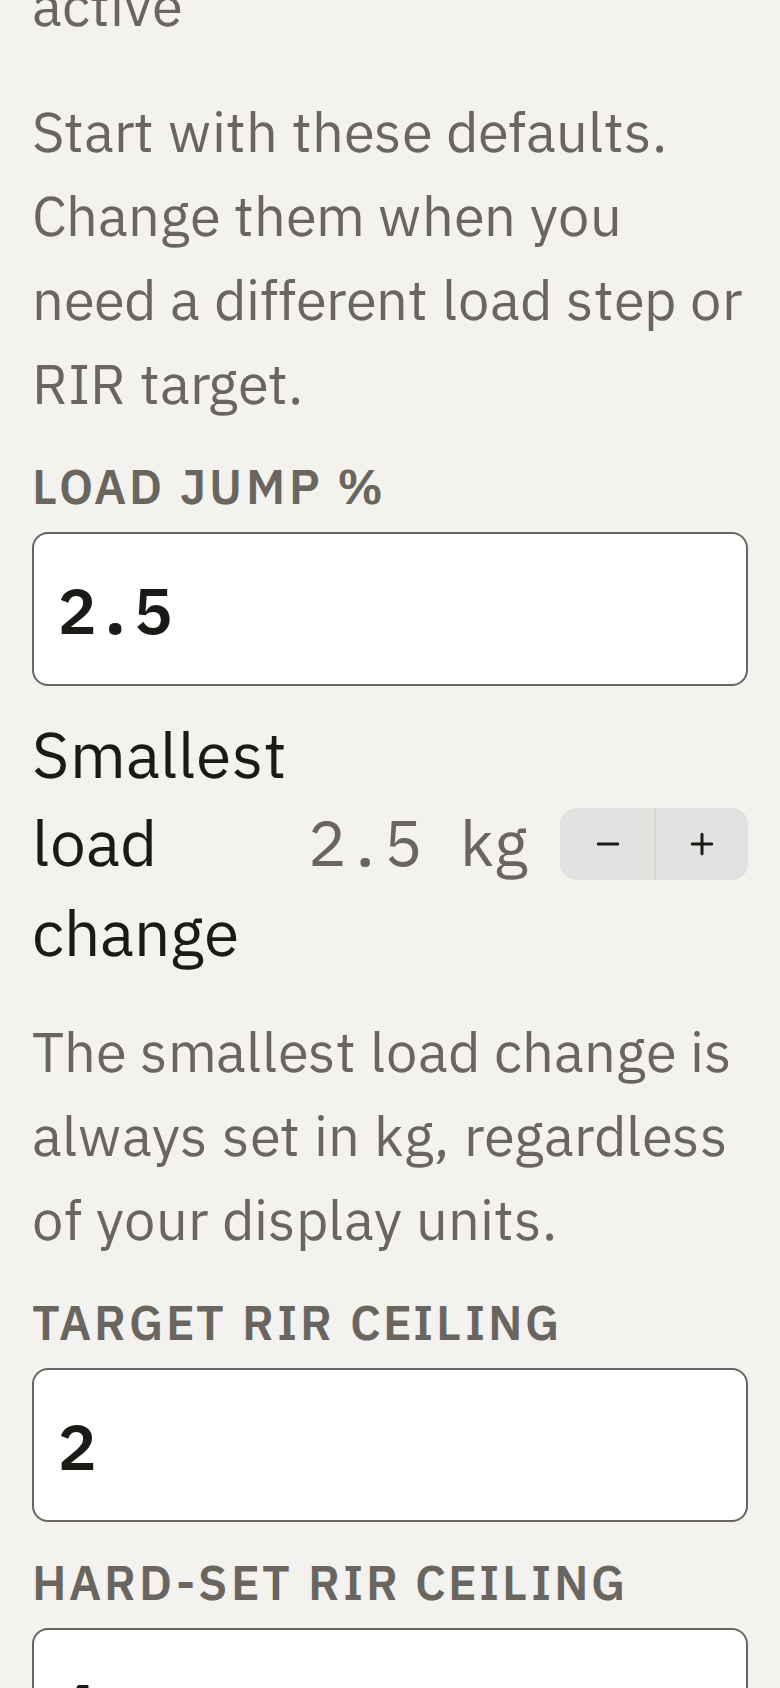 active
Start with these defaults.
Change them when you
need a different load step or
RIR target.
LOAD JUMP %
2.5
Smallest
load
change
2.5 kg
− +
The smallest load change is
always set in kg, regardless
of your display units.
TARGET RIR CEILING
2
HARD-SET RIR CEILING